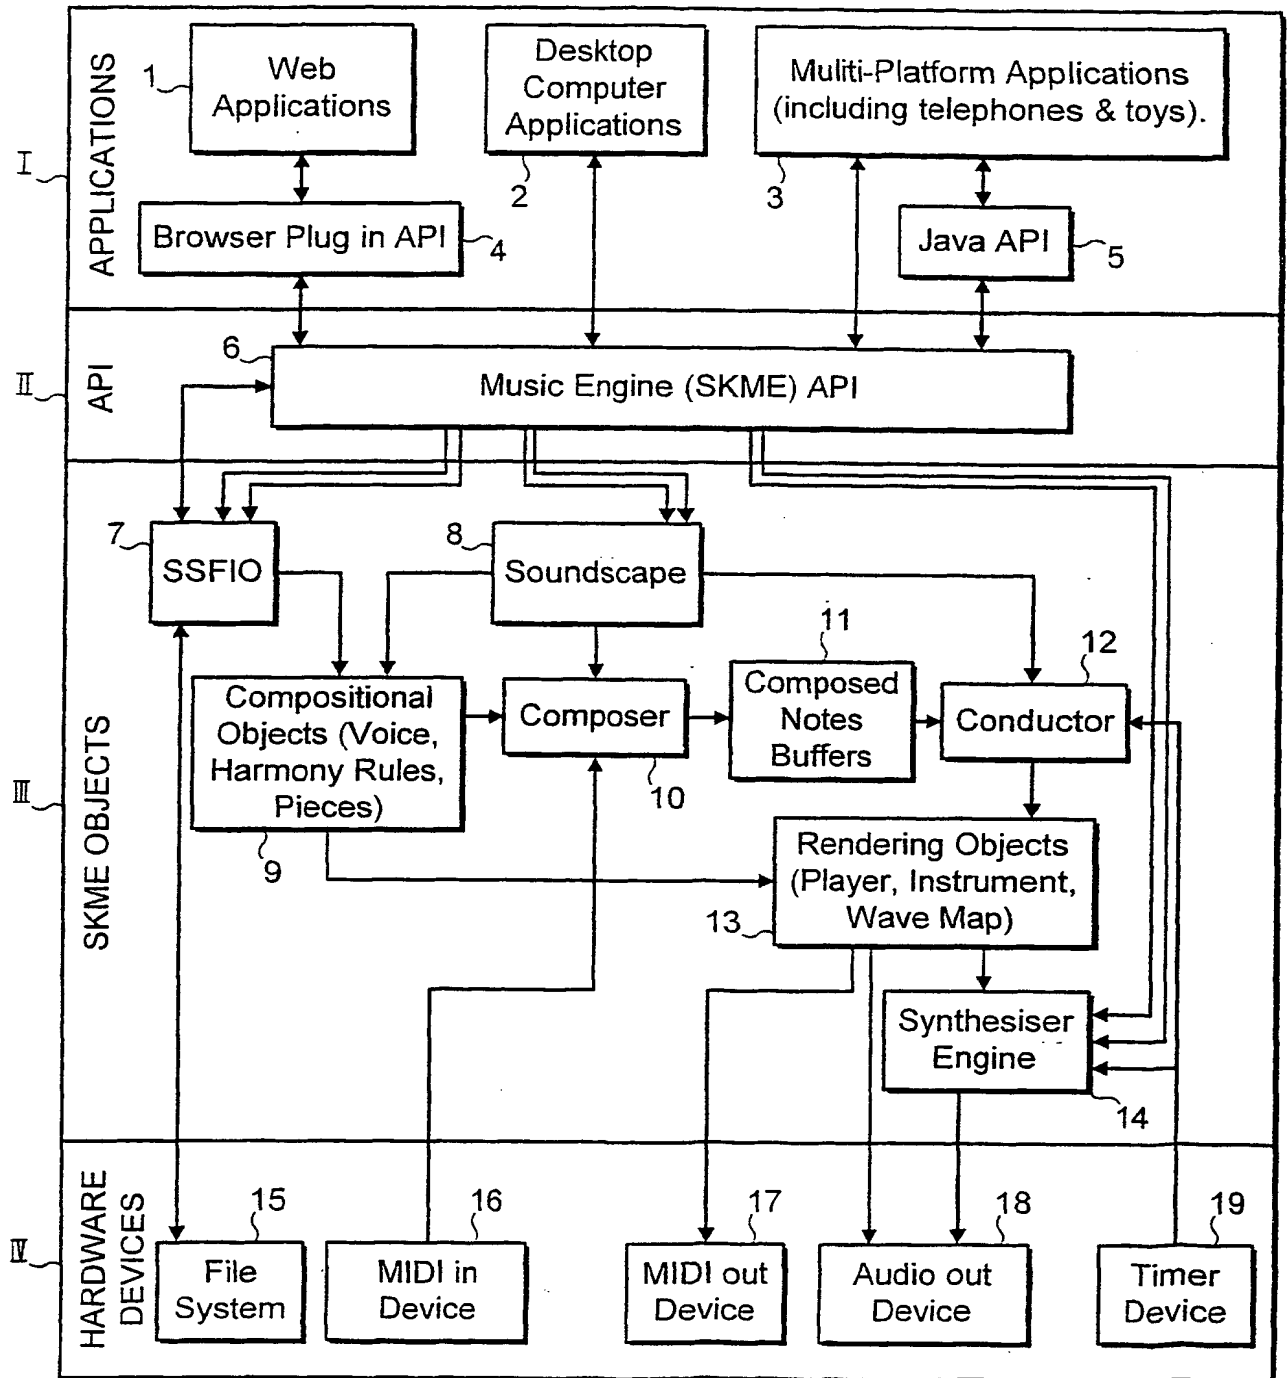 I
APPLICATIONS
1
Web
Applications
Desktop
Computer
Applications
2
Muliti-Platform Applications
(including telephones & toys).
3
Browser Plug in API
4
Java API
5
II
API
6
Music Engine (SKME) API
III
SKME OBJECTS
7
SSFIO
8
Soundscape
Compositional
Objects (Voice,
Harmony Rules,
Pieces)
9
Composer
10
11
Composed
Notes
Buffers
12
Conductor
Rendering Objects
(Player, Instrument,
Wave Map)
13
Synthesiser
Engine
14
IV
HARDWARE
DEVICES
15
File
System
16
MIDI in
Device
17
MIDI out
Device
18
Audio out
Device
19
Timer
Device